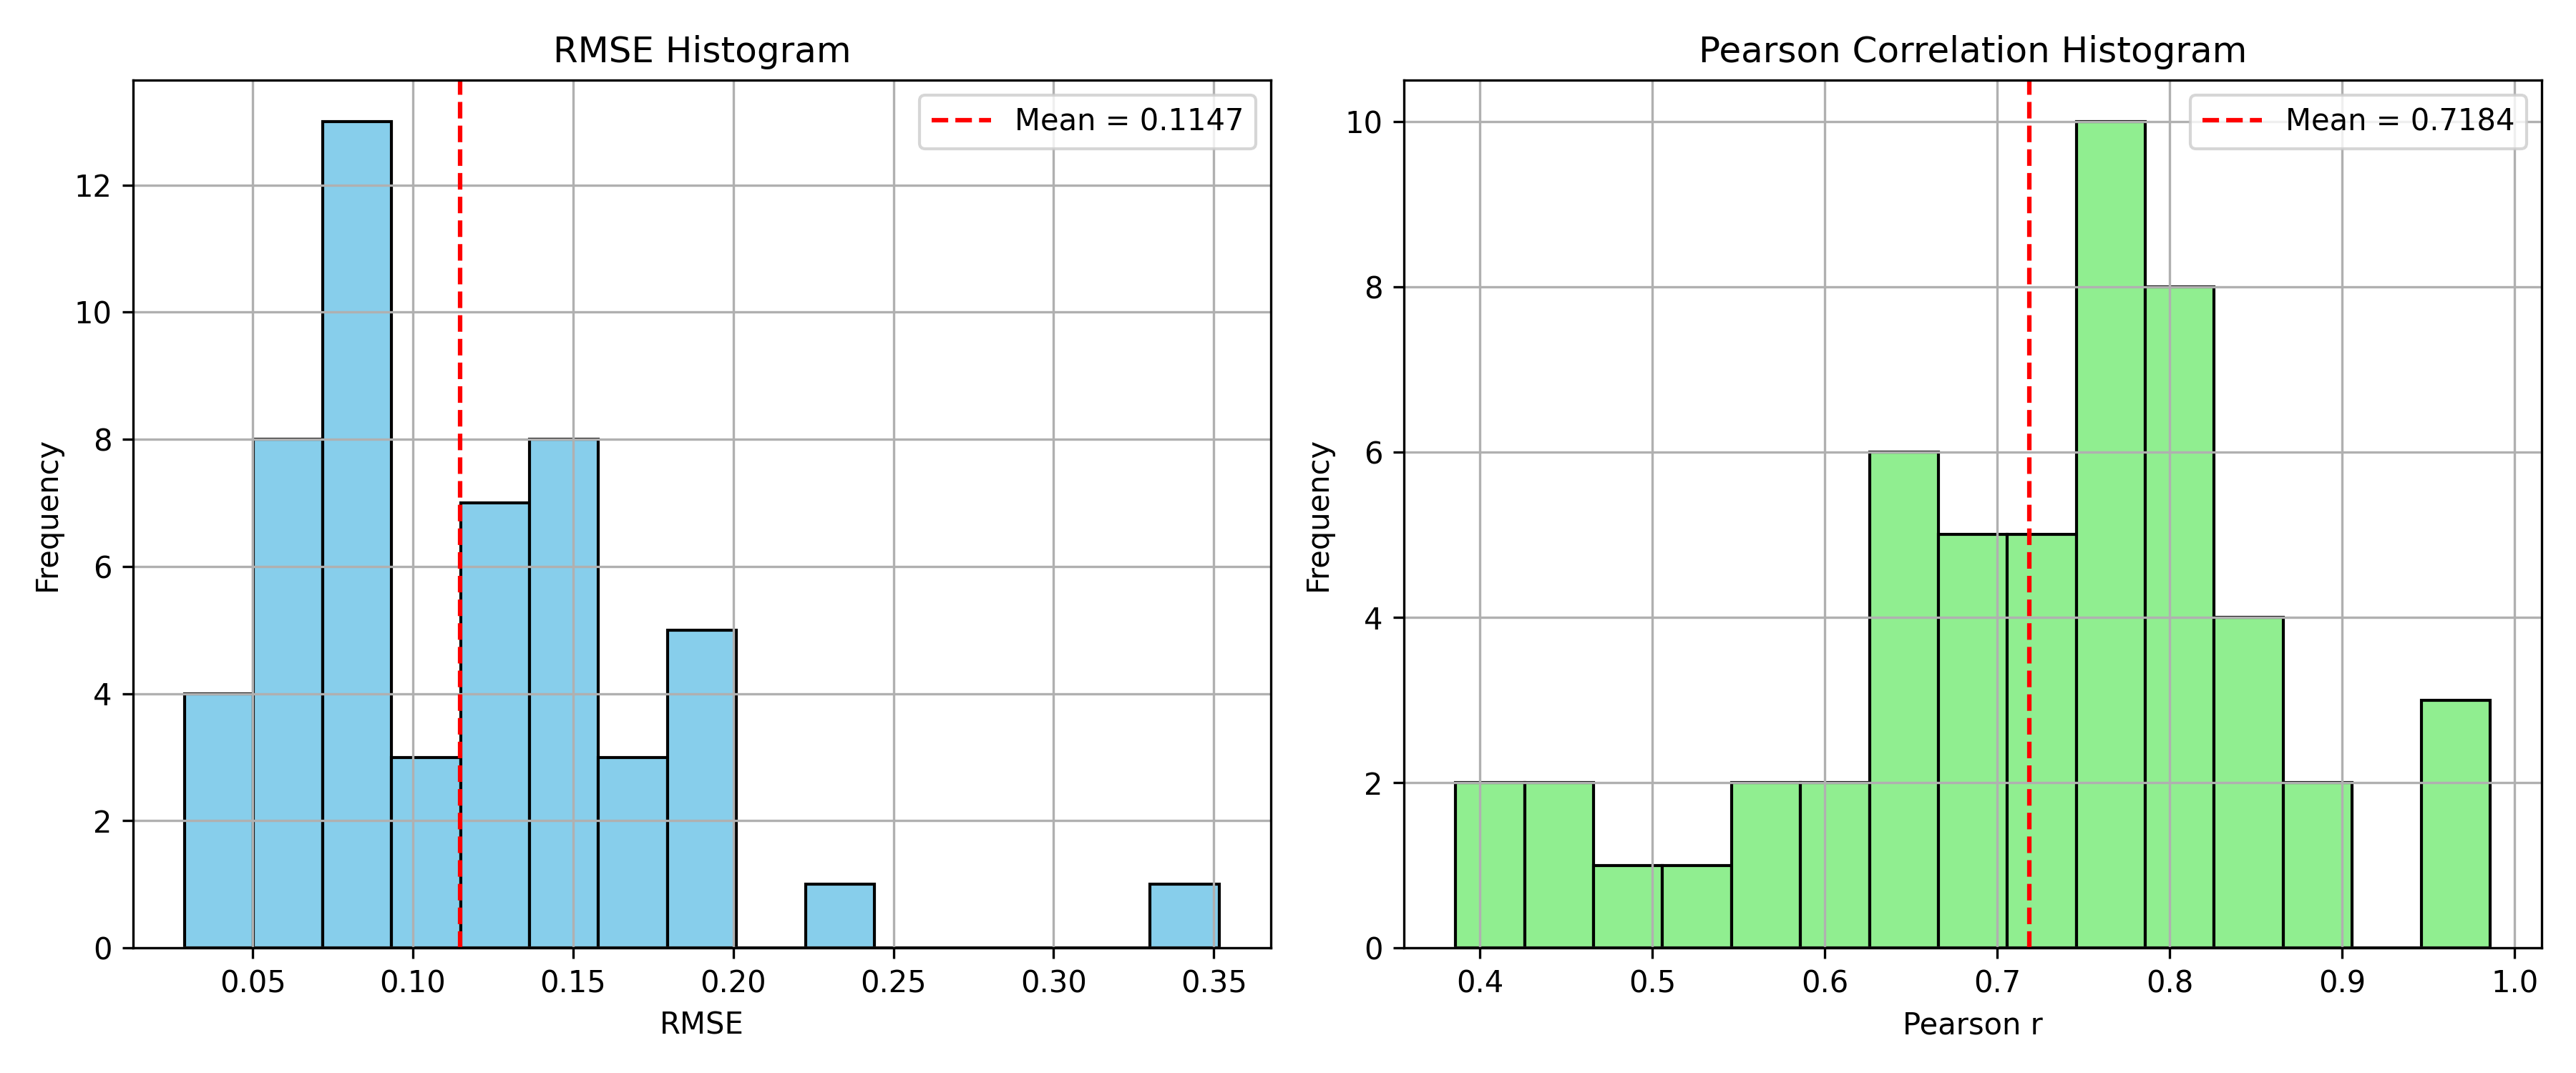 RMSE Histogram
Mean = 0.1147
Frequency
12
10
8
6
4
2
0
0.05 0.10 0.15 0.20 0.25 0.30 0.35
RMSE
Pearson Correlation Histogram
Mean = 0.7184
Frequency
10
8
6
4
2
0
0.4 0.5 0.6 0.7 0.8 0.9 1.0
Pearson r